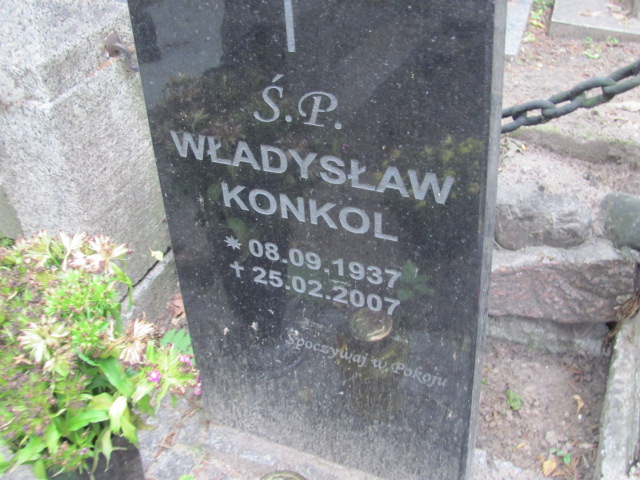 Ś.P.
WŁADYSŁAW
KONKOL
* 08.09.1937
✝ 25.02.2007
Spoczywaj w Pokoju